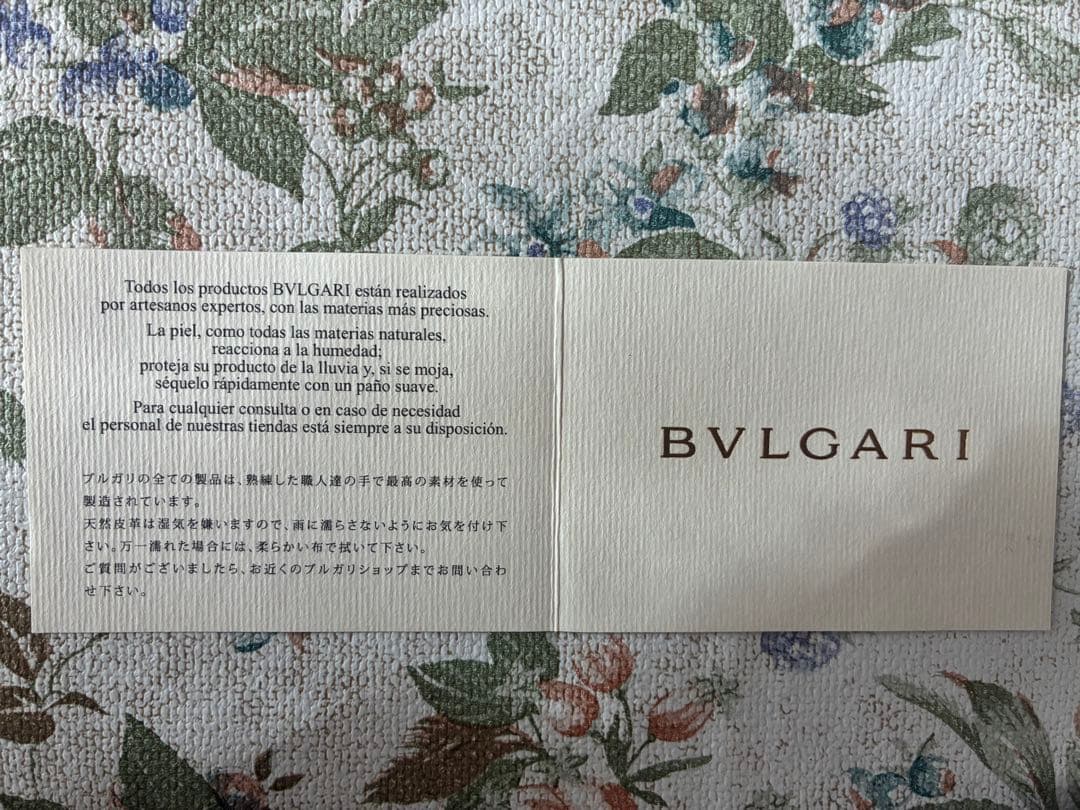 Todos los productos BVLGARI están realizados
por artesanos expertos, con las materias más preciosas.
La piel, como todas las materias naturales,
reacciona a la humedad;
proteja su producto de la lluvia y, si se moja,
séquelo rápidamente con un paño suave.
Para cualquier consulta o en caso de necesidad
el personal de nuestras tiendas está siempre a su disposición.
ブルガリの全ての製品は、熟練した職人達の手で最高の素材を使って
製造されています。
天然皮革は湿気を嫌いますので、雨に濡らさないようにお気を付け下
さい。万一濡れた場合には、柔らかい布で拭いて下さい。
ご質問がございましたら、お近くのブルガリショップまでお問い合わ
せ下さい。
BVLGARI